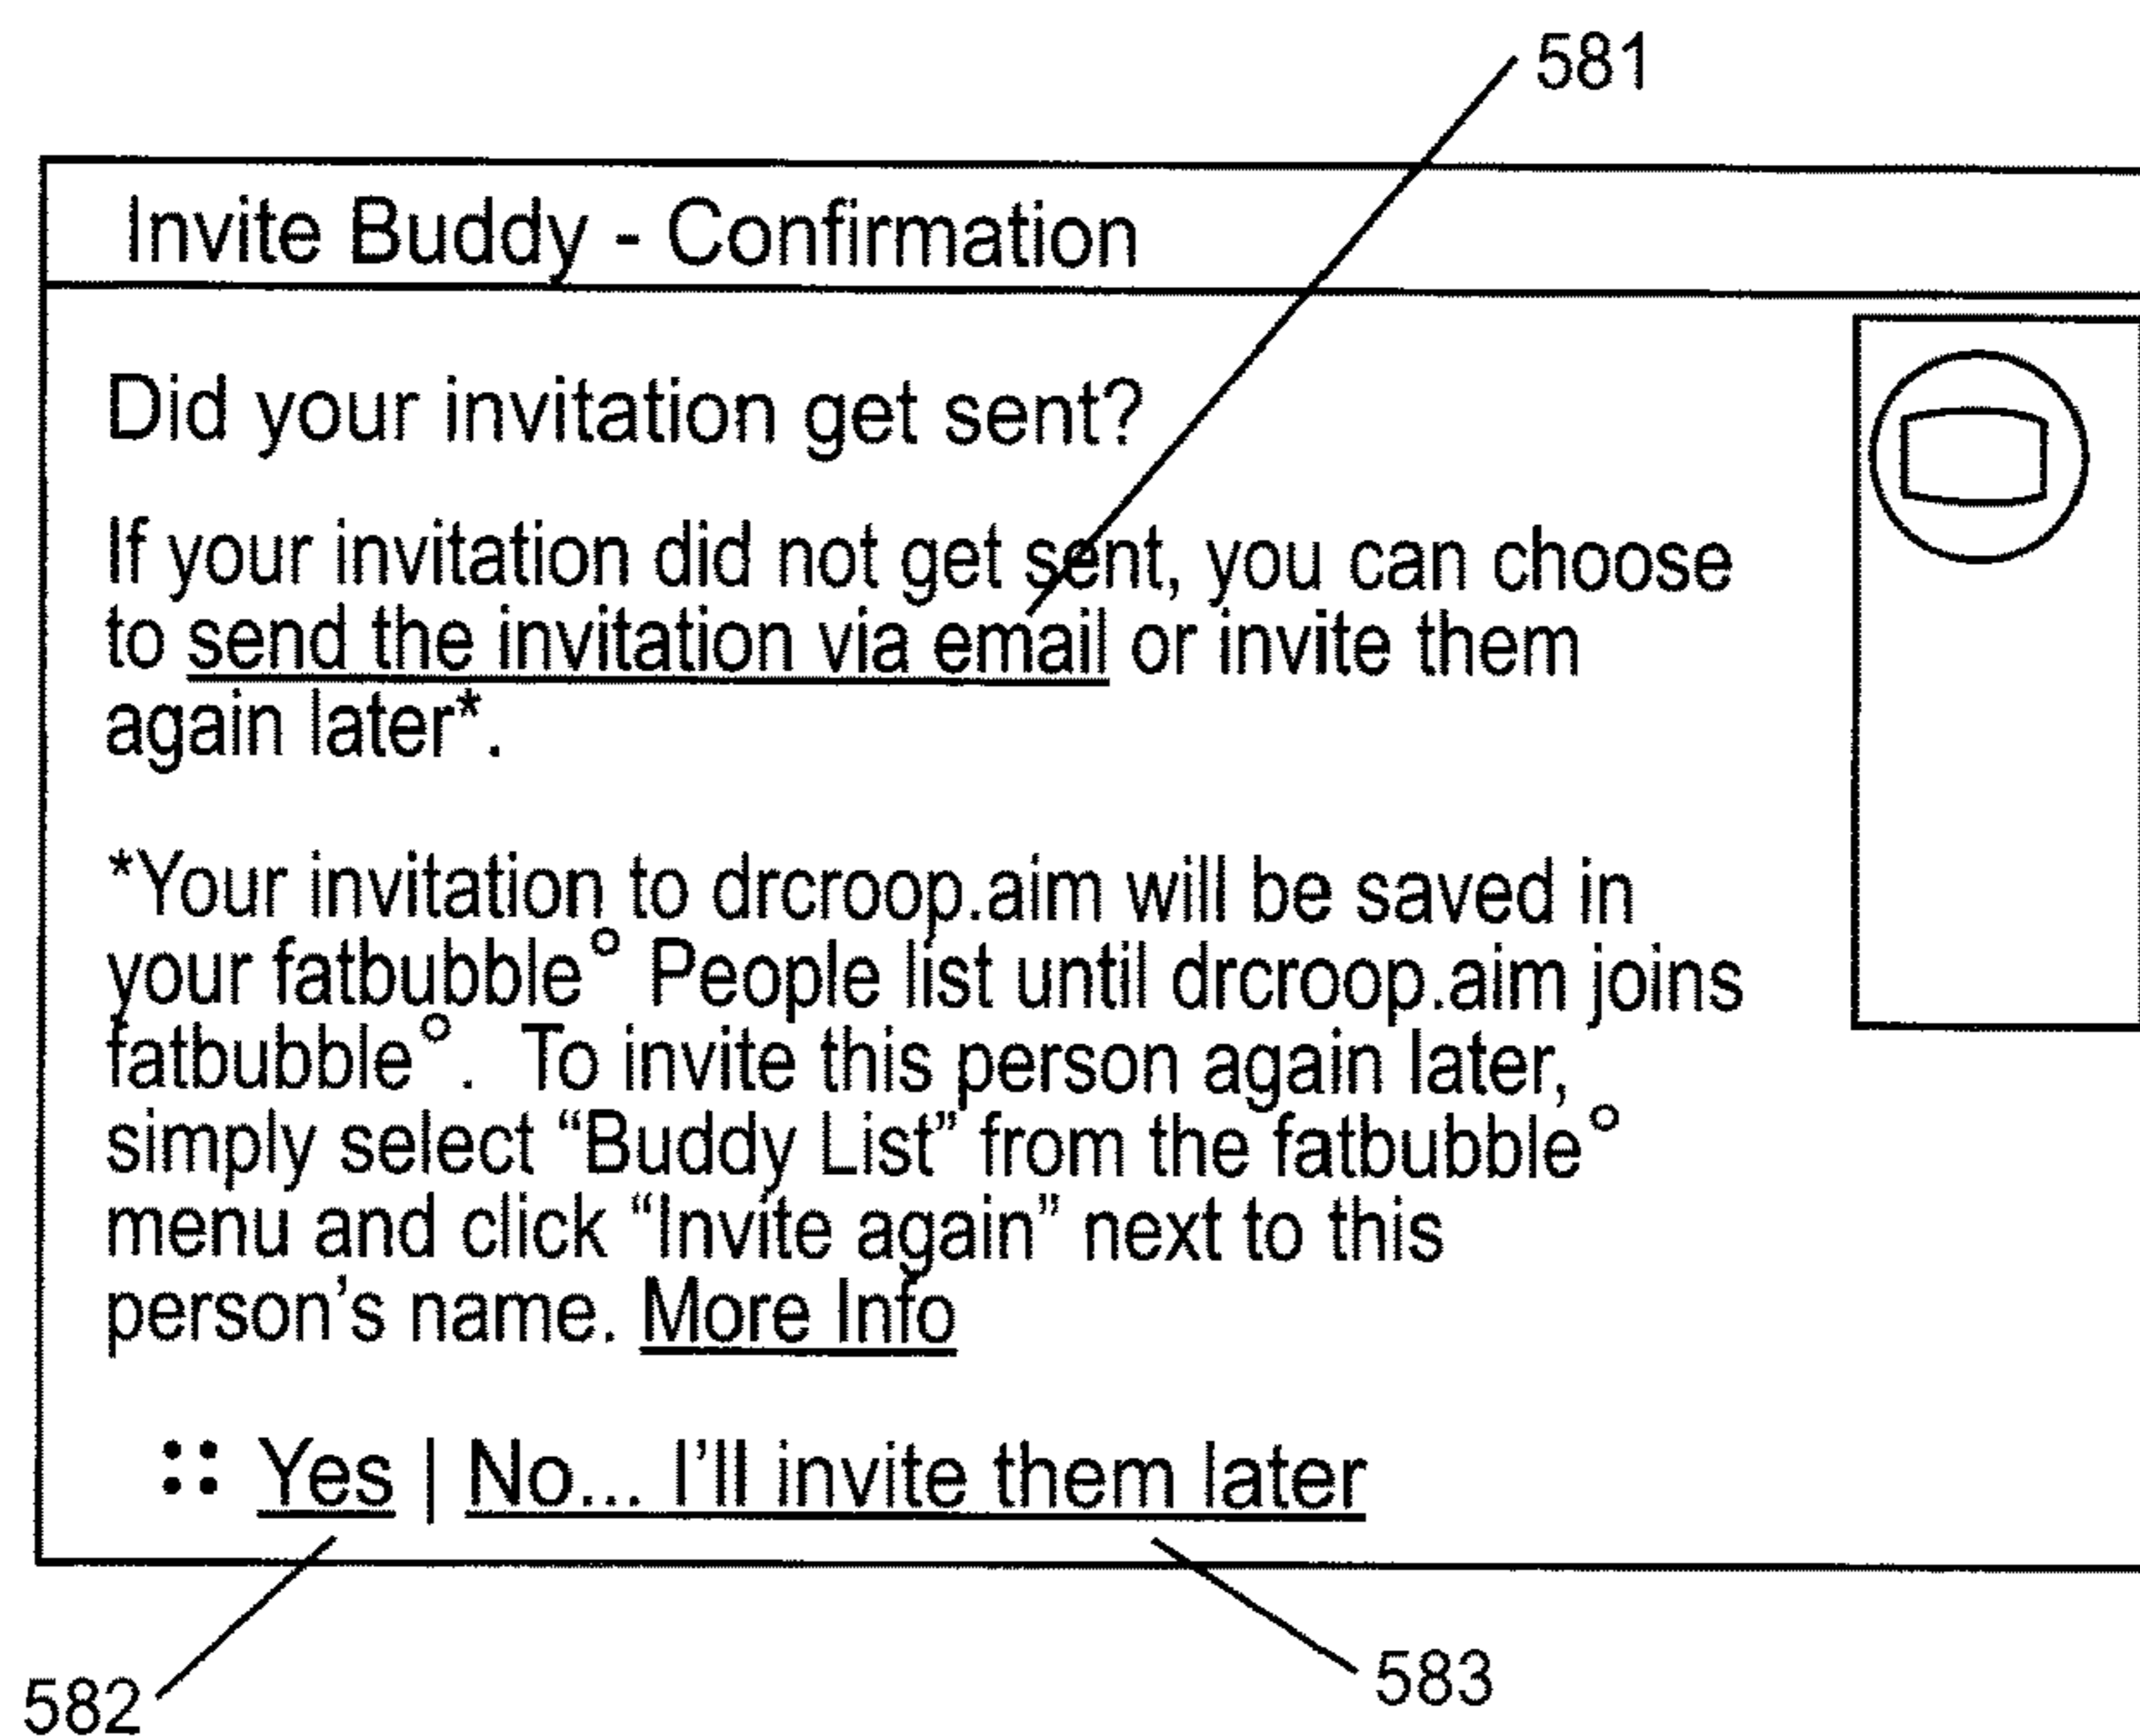 581
Invite Buddy - Confirmation
Did your invitation get sent?
If your invitation did not get sent, you can choose
to send the invitation via email or invite them
again later*.
*Your invitation to drcroop.aim will be saved in
your fatbubble° People list until drcroop.aim joins
fatbubble°. To invite this person again later,
simply select “Buddy List” from the fatbubble°
menu and click “Invite again” next to this
person’s name. More Info
Yes | No... I’ll invite them later
582
583